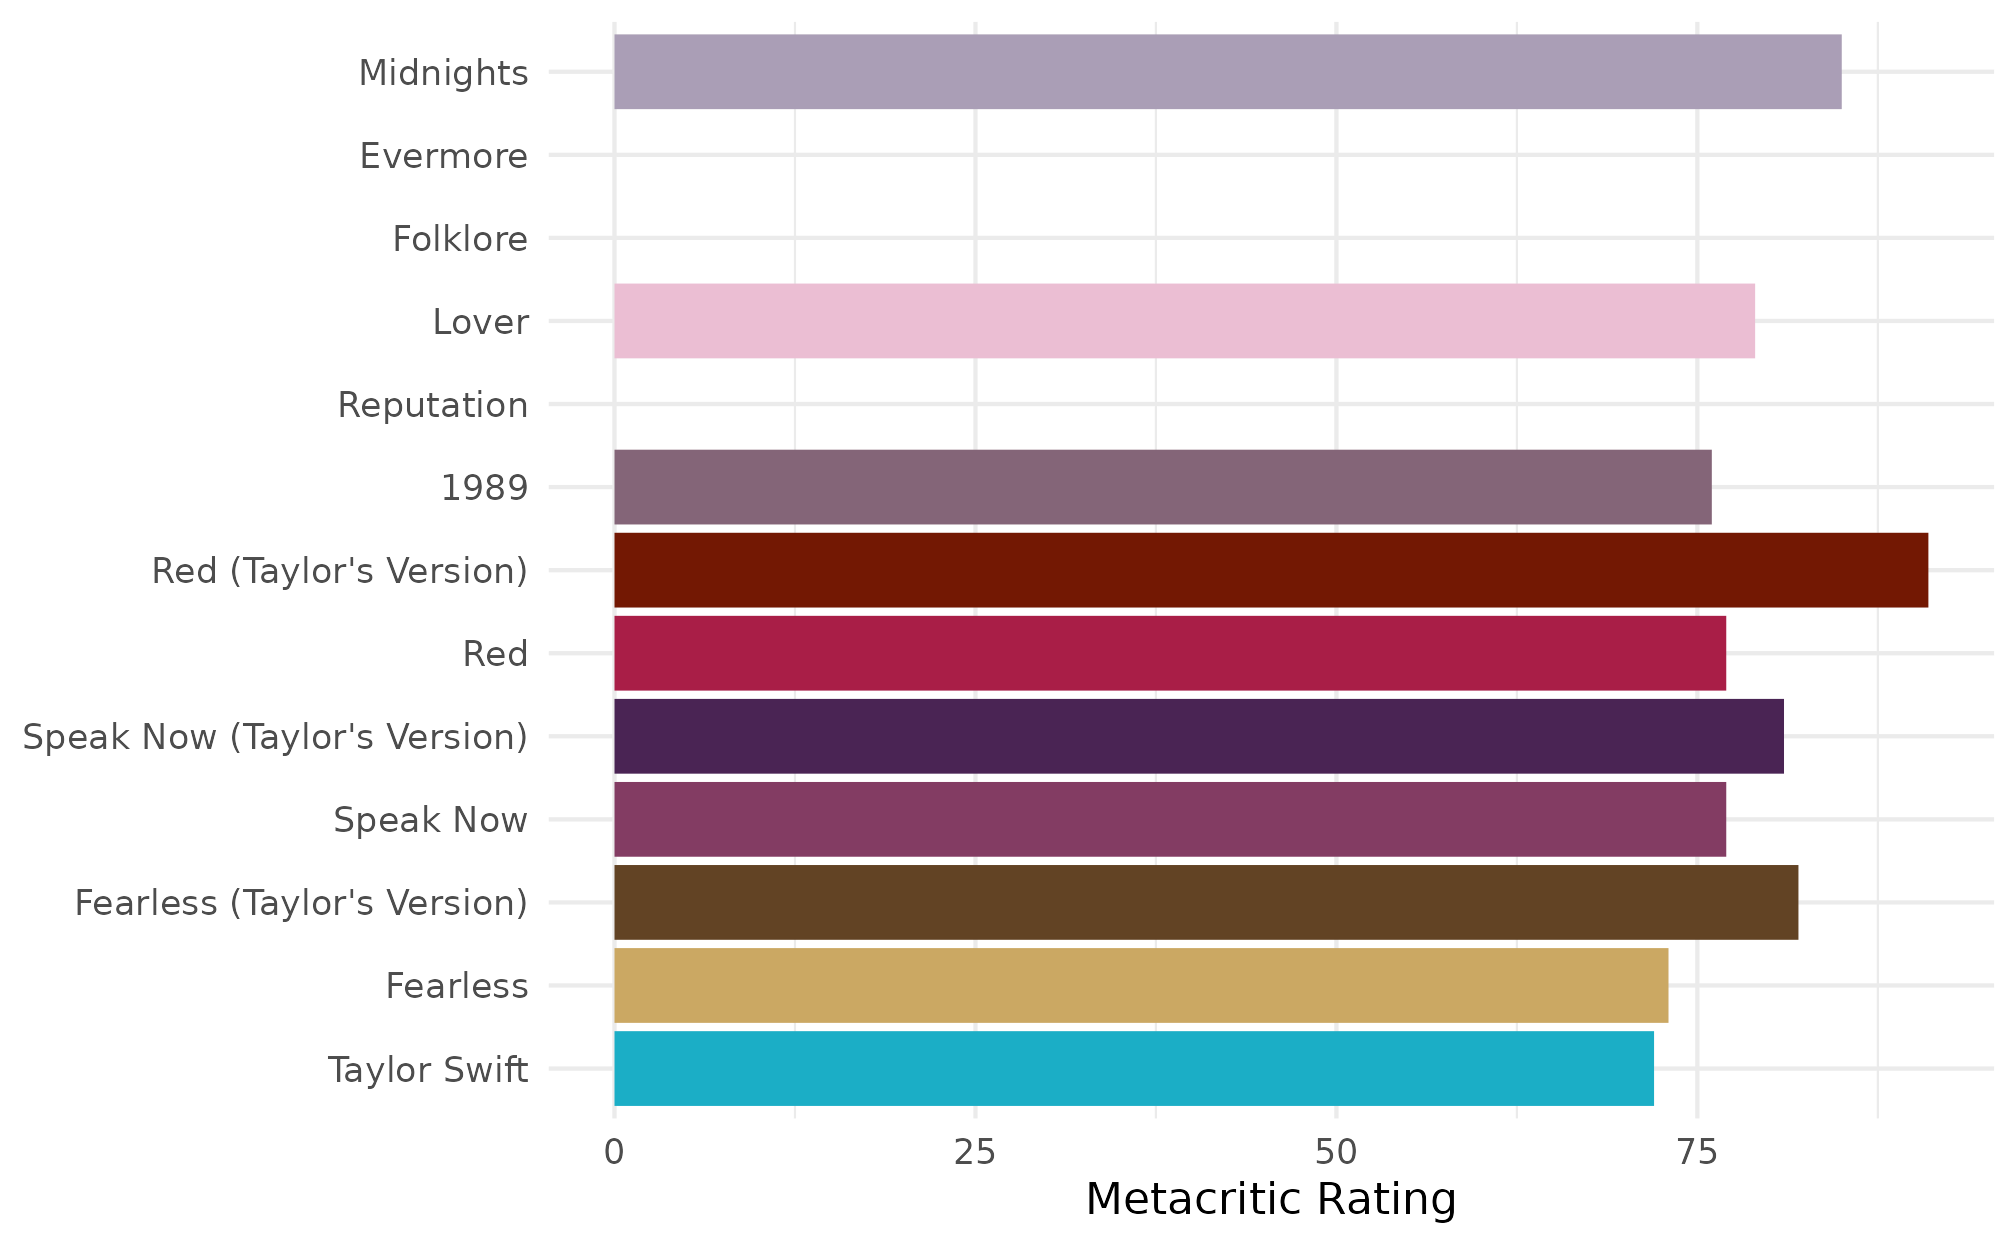 Midnights
Evermore
Folklore
Lover
Reputation
1989
Red (Taylor's Version)
Red
Speak Now (Taylor's Version)
Speak Now
Fearless (Taylor's Version)
Fearless
Taylor Swift
0 25 50 75
Metacritic Rating